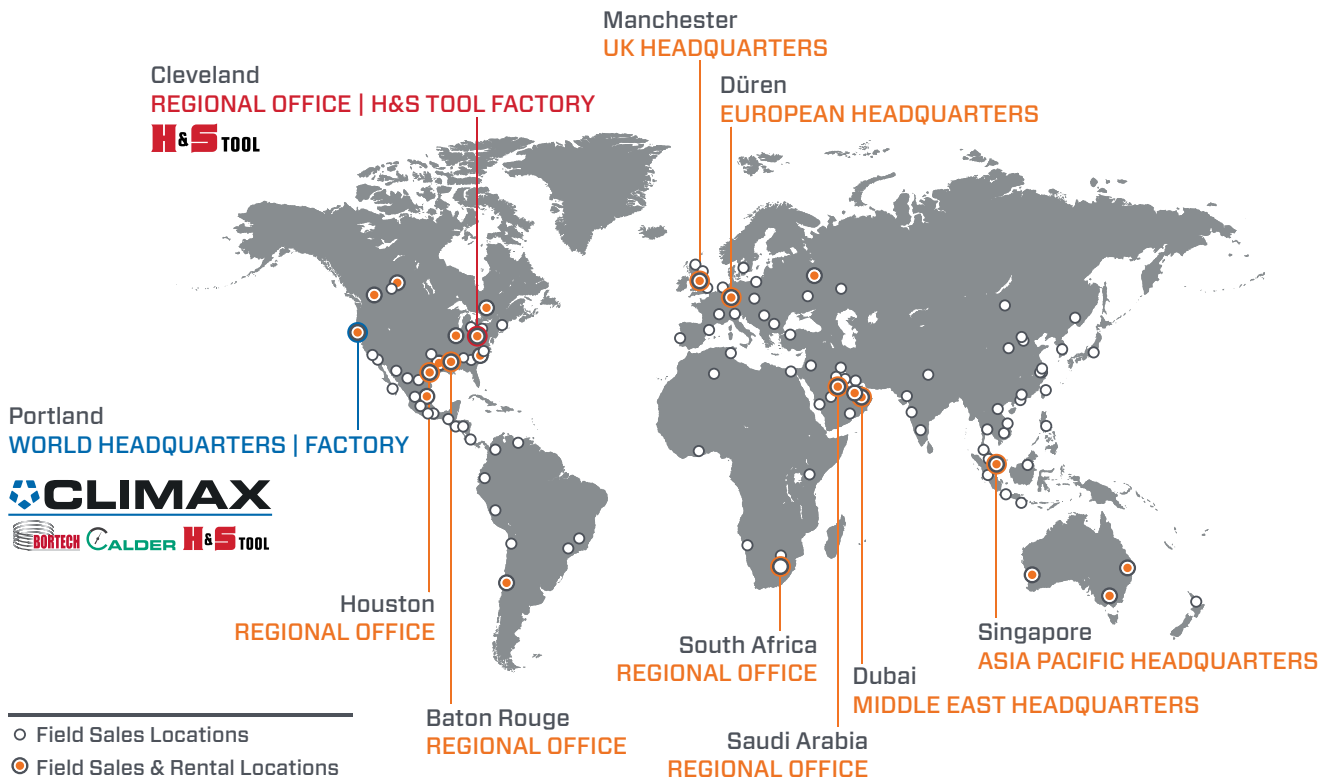 Manchester
UK HEADQUARTERS
Cleveland
REGIONAL OFFICE | H&S TOOL FACTORY
H&S TOOL
Düren
EUROPEAN HEADQUARTERS
Portland
WORLD HEADQUARTERS | FACTORY
CLIMAX
BORTECH CALDER H&S TOOL
Houston
REGIONAL OFFICE
Baton Rouge
REGIONAL OFFICE
South Africa
REGIONAL OFFICE
Saudi Arabia
REGIONAL OFFICE
Dubai
MIDDLE EAST HEADQUARTERS
Singapore
ASIA PACIFIC HEADQUARTERS
Field Sales Locations
Field Sales & Rental Locations